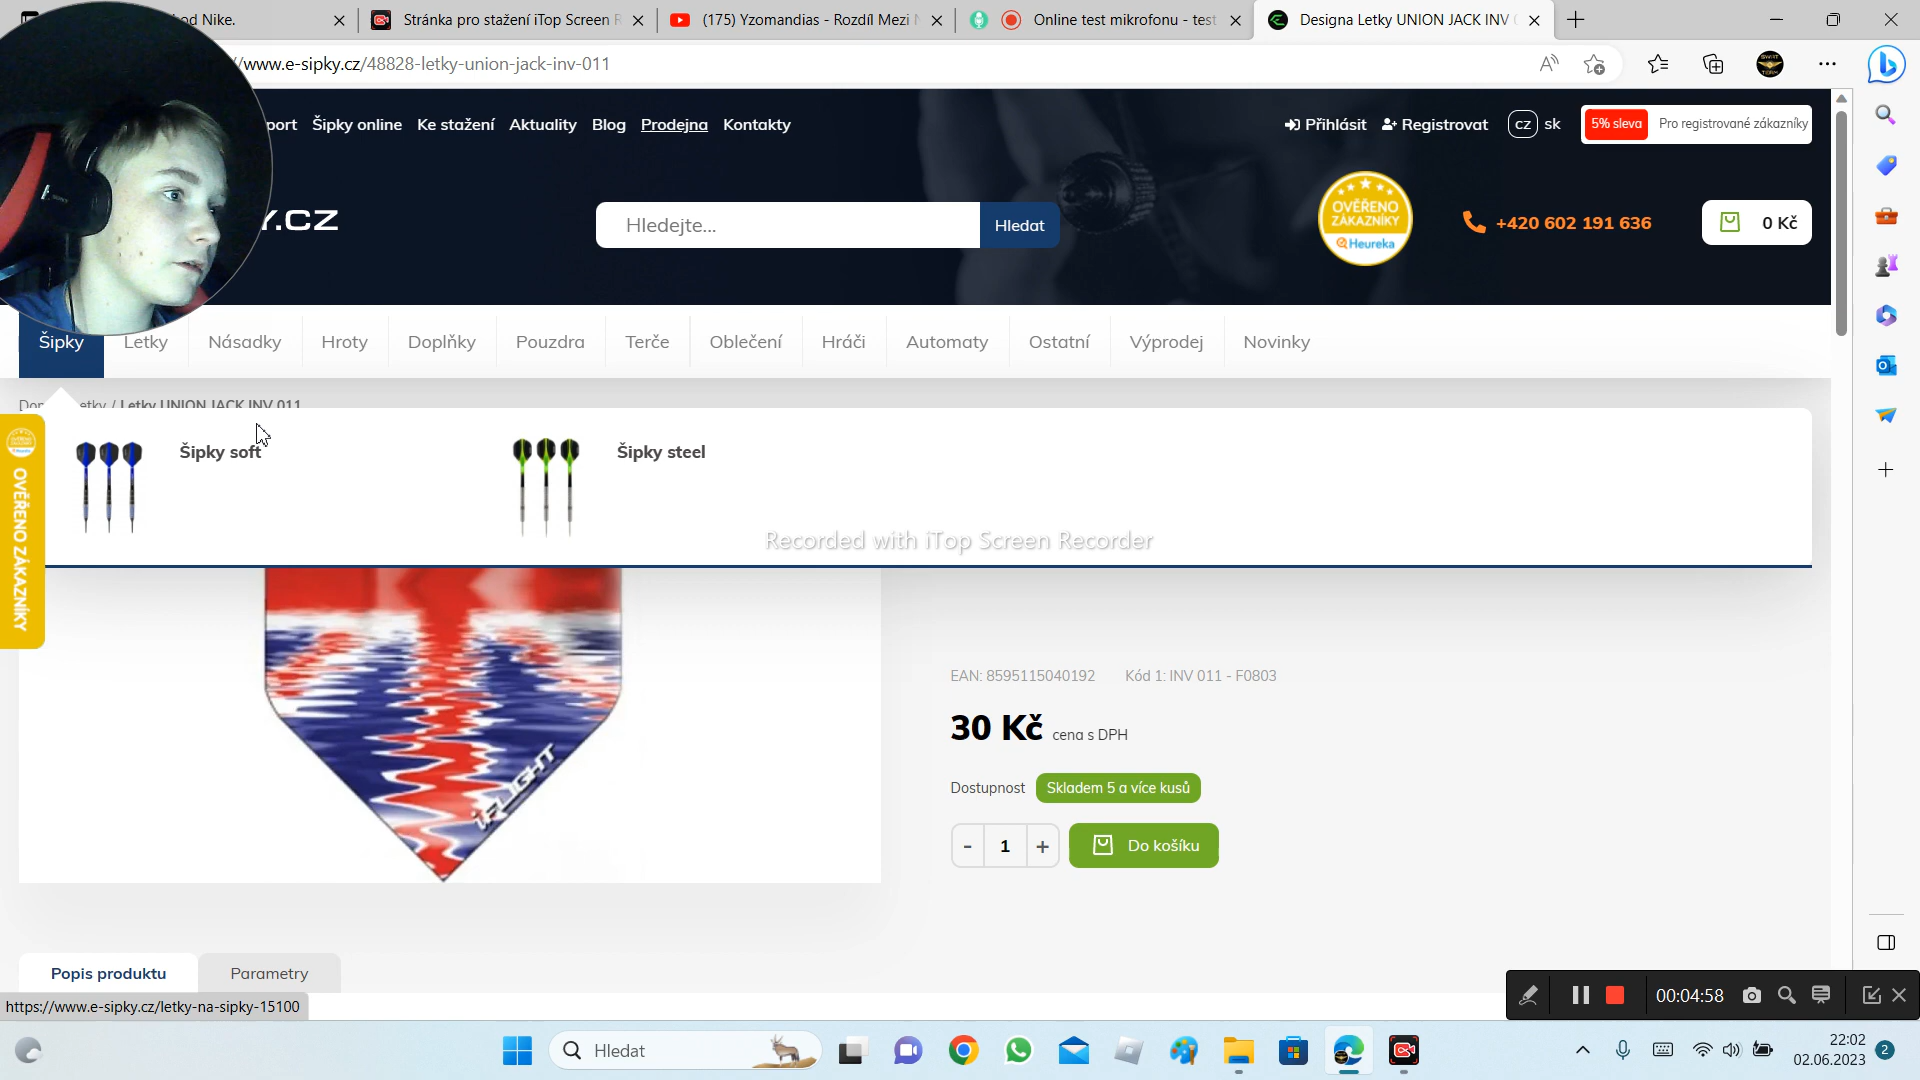 od Nike.
Stránka pro stažení iTop Screen R
(175) Yzomandias - Rozdíl Mezi
Online test mikrofonu - test
Designa Letky UNION JACK INV
/www.e-sipky.cz/48828-letky-union-jack-inv-011
port Šipky online Ke stažení Aktuality Blog Prodejna Kontakty
Přihlásit Registrovat cz sk 5% sleva Pro registrované zákazníky
Y.CZ
Hledejte... Hledat
OVĚŘENO
ZÁKAZNÍKY
Heureka
+420 602 191 636
0 Kč
Šipky Letky Násadky Hroty Doplňky Pouzdra Terče Oblečení Hráči Automaty Ostatní Výprodej Novinky
etky / Letky UNION JACK INV 011
Šipky soft Šipky steel
OVĚŘENO ZÁKAZNÍKY
Recorded with iTop Screen Recorder
iFLIGHT
EAN: 8595115040192 Kód 1: INV 011 - F0803
30 Kč cena s DPH
Dostupnost Skladem 5 a více kusů
- 1 + Do košíku
Popis produktu Parametry
https://www.e-sipky.cz/letky-na-sipky-15100
00:04:58
Hledat
22:02
02.06.2023
2